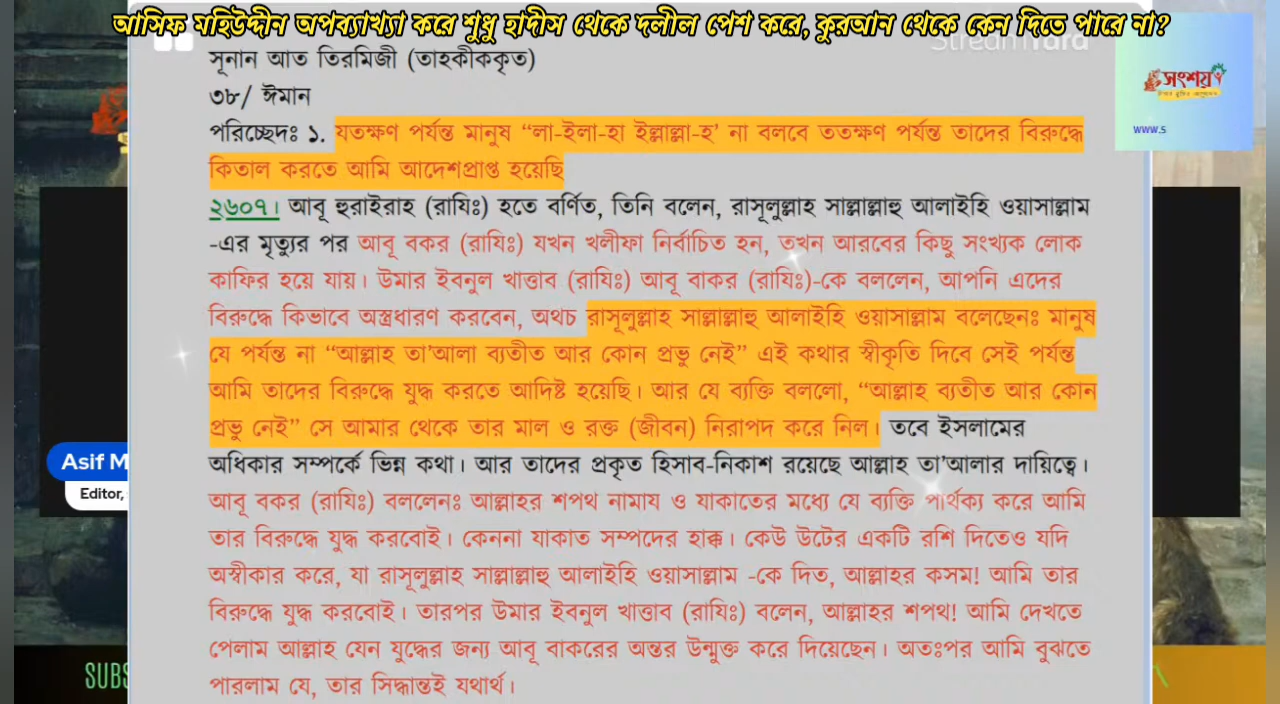 আসিফ মহিউদ্দীন অপব্যাখ্যা করে শুধু হাদীস থেকে দলীল পেশ করে, কুরআন থেকে কেন দিতে পারে না?
StreamYard
সূনান আত তিরমিজী (তাহকীককৃত)
সংশয়
৩৮/ ঈমান
পরিচ্ছেদঃ ১. যতক্ষণ পর্যন্ত মানুষ “লা-ইলা-হা ইল্লাল্লা-হ’ না বলবে ততক্ষণ পর্যন্ত তাদের বিরুদ্ধে
www.s
কিতাল করতে আমি আদেশপ্রাপ্ত হয়েছি
২৬০৭। আবূ হুরাইরাহ (রাযিঃ) হতে বর্ণিত, তিনি বলেন, রাসূলুল্লাহ সাল্লাল্লাহু আলাইহি ওয়াসাল্লাম
-এর মৃত্যুর পর আবূ বকর (রাযিঃ) যখন খলীফা নির্বাচিত হন, তখন আরবের কিছু সংখ্যক লোক
কাফির হয়ে যায়। উমার ইবনুল খাত্তাব (রাযিঃ) আবূ বাকর (রাযিঃ)-কে বললেন, আপনি এদের
বিরুদ্ধে কিভাবে অস্ত্রধারণ করবেন, অথচ রাসূলুল্লাহ সাল্লাল্লাহু আলাইহি ওয়াসাল্লাম বলেছেনঃ মানুষ
যে পর্যন্ত না “আল্লাহ তা’আলা ব্যতীত আর কোন প্রভু নেই” এই কথার স্বীকৃতি দিবে সেই পর্যন্ত
আমি তাদের বিরুদ্ধে যুদ্ধ করতে আদিষ্ট হয়েছি। আর যে ব্যক্তি বললো, “আল্লাহ ব্যতীত আর কোন
প্রভু নেই” সে আমার থেকে তার মাল ও রক্ত (জীবন) নিরাপদ করে নিল। তবে ইসলামের
অধিকার সম্পর্কে ভিন্ন কথা। আর তাদের প্রকৃত হিসাব-নিকাশ রয়েছে আল্লাহ তা’আলার দায়িত্বে।
Asif M
Editor,
আবূ বকর (রাযিঃ) বললেনঃ আল্লাহর শপথ নামায ও যাকাতের মধ্যে যে ব্যক্তি পার্থক্য করে আমি
তার বিরুদ্ধে যুদ্ধ করবোই। কেননা যাকাত সম্পদের হাক্ক। কেউ উটের একটি রশি দিতেও যদি
অস্বীকার করে, যা রাসূলুল্লাহ সাল্লাল্লাহু আলাইহি ওয়াসাল্লাম -কে দিত, আল্লাহর কসম! আমি তার
বিরুদ্ধে যুদ্ধ করবোই। তারপর উমার ইবনুল খাত্তাব (রাযিঃ) বলেন, আল্লাহর শপথ! আমি দেখতে
পেলাম আল্লাহ যেন যুদ্ধের জন্য আবূ বাকরের অন্তর উন্মুক্ত করে দিয়েছেন। অতঃপর আমি বুঝতে
পারলাম যে, তার সিদ্ধান্তই যথার্থ।
SUBS